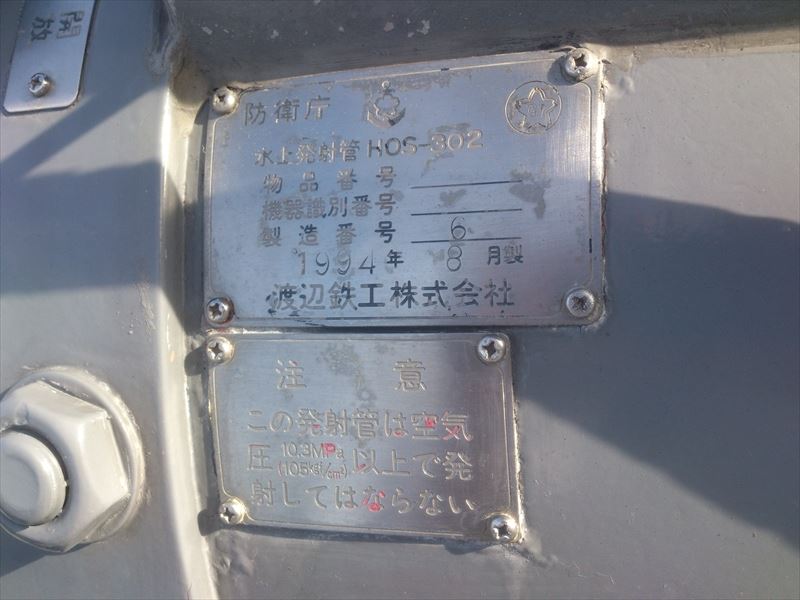 開放
防衛庁
水上発射管 HOS-302
物品番号
機器識別番号
製造番号 6
1994年 8月製
渡辺鉄工株式会社
注意
この発射管は空気
圧 10.3MPa (105kgf/cm²) 以上で発
射してはならない